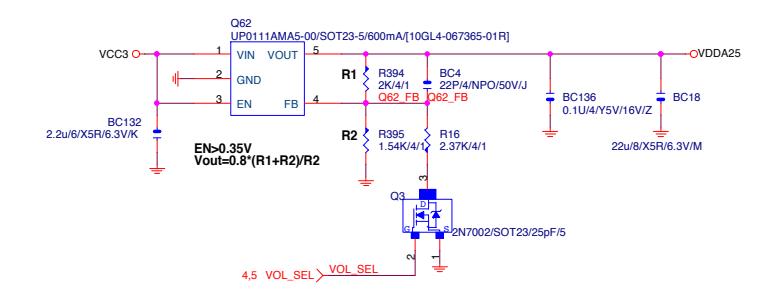 Q62
UP0111AMA5-00/SOT23-5/600mA/[10GL4-067365-01R]
VCC3
1
VIN
VOUT
5
VDDA25
2
GND
R1
R394
2K/4/1
BC4
22P/4/NPO/50V/J
Q62_FB
Q62_FB
3
EN
FB
4
BC136
0.1U/4/Y5V/16V/Z
BC18
22u/8/X5R/6.3V/M
BC132
2.2u/6/X5R/6.3V/K
R2
R395
1.54K/4/1
R16
2.37K/4/1
EN>0.35V
Vout=0.8*(R1+R2)/R2
3
Q3
D
G
S
2N7002/SOT23/25pF/5
2
1
4,5 VOL_SEL
VOL_SEL